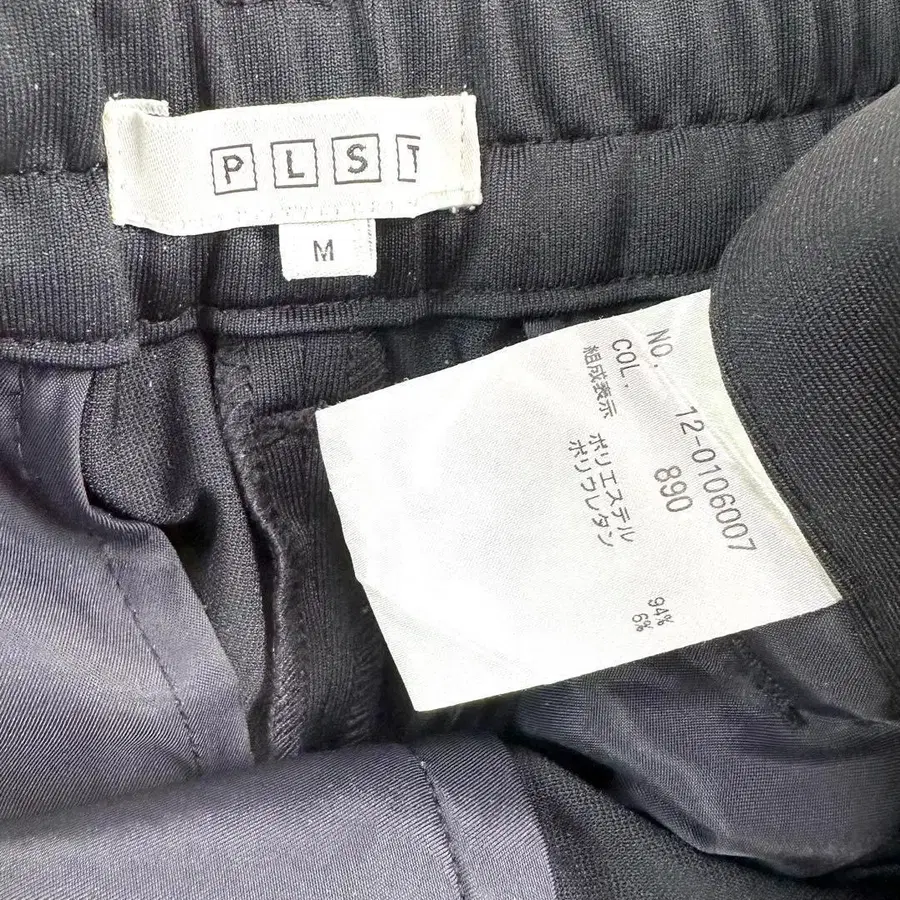 PLST
M
NO. 12-0106007
COL. 890
組成表示 ポリエステル 94%
ポリウレタン 6%